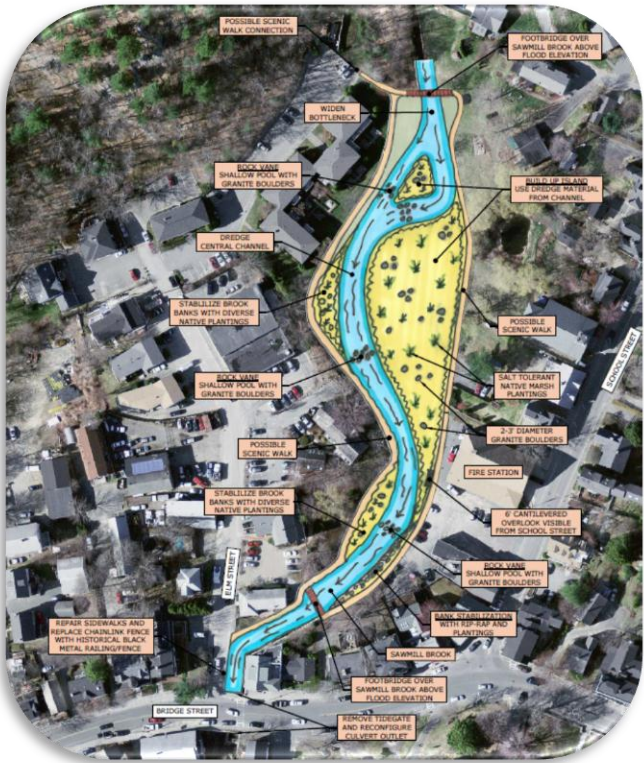 POSSIBLE SCENIC
WALK CONNECTION
FOOTBRIDGE OVER
SAWMILL BROOK ABOVE
FLOOD ELEVATION
WIDEN
BOTTLENECK
ROCK VANE
SHALLOW POOL WITH
GRANITE BOULDERS
BUILD UP ISLAND
USE DREDGE MATERIAL
FROM CHANNEL
DREDGE
CENTRAL CHANNEL
STABLILIZE BROOK
BANKS WITH DIVERSE
NATIVE PLANTINGS
POSSIBLE
SCENIC WALK
SCHOOL STREET
ROCK VANE
SHALLOW POOL WITH
GRANITE BOULDERS
SALT TOLERANT
NATIVE MARSH
PLANTINGS
2-3' DIAMETER
GRANITE BOULDERS
POSSIBLE
SCENIC WALK
FIRE STATION
STABLILIZE BROOK
BANKS WITH DIVERSE
NATIVE PLANTINGS
6' CANTILEVERED
OVERLOOK VISIBLE
FROM SCHOOL STREET
ELM STREET
ROCK VANE
SHALLOW POOL WITH
GRANITE BOULDERS
REPAIR SIDEWALKS AND
REPLACE CHAINLINK FENCE
WITH HISTORICAL BLACK
METAL RAILING/FENCE
BANK STABILIZATION
WITH RIP-RAP AND
PLANTINGS
SAWMILL BROOK
FOOTBRIDGE OVER
SAWMILL BROOK ABOVE
FLOOD ELEVATION
BRIDGE STREET
REMOVE TIDEGATE
AND RECONFIGURE
CULVERT OUTLET